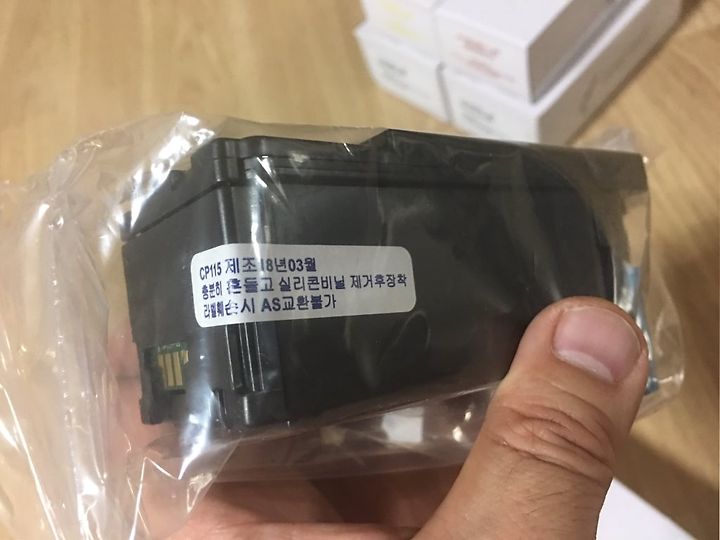 CP115 제조18년03월
충분히 흔들고 실리콘비닐 제거후장착
라벨훼손시 AS교환불가